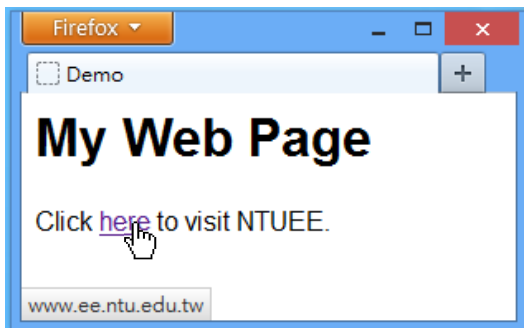 Firefox
Demo
My Web Page
Click here to visit NTUEE.
www.ee.ntu.edu.tw